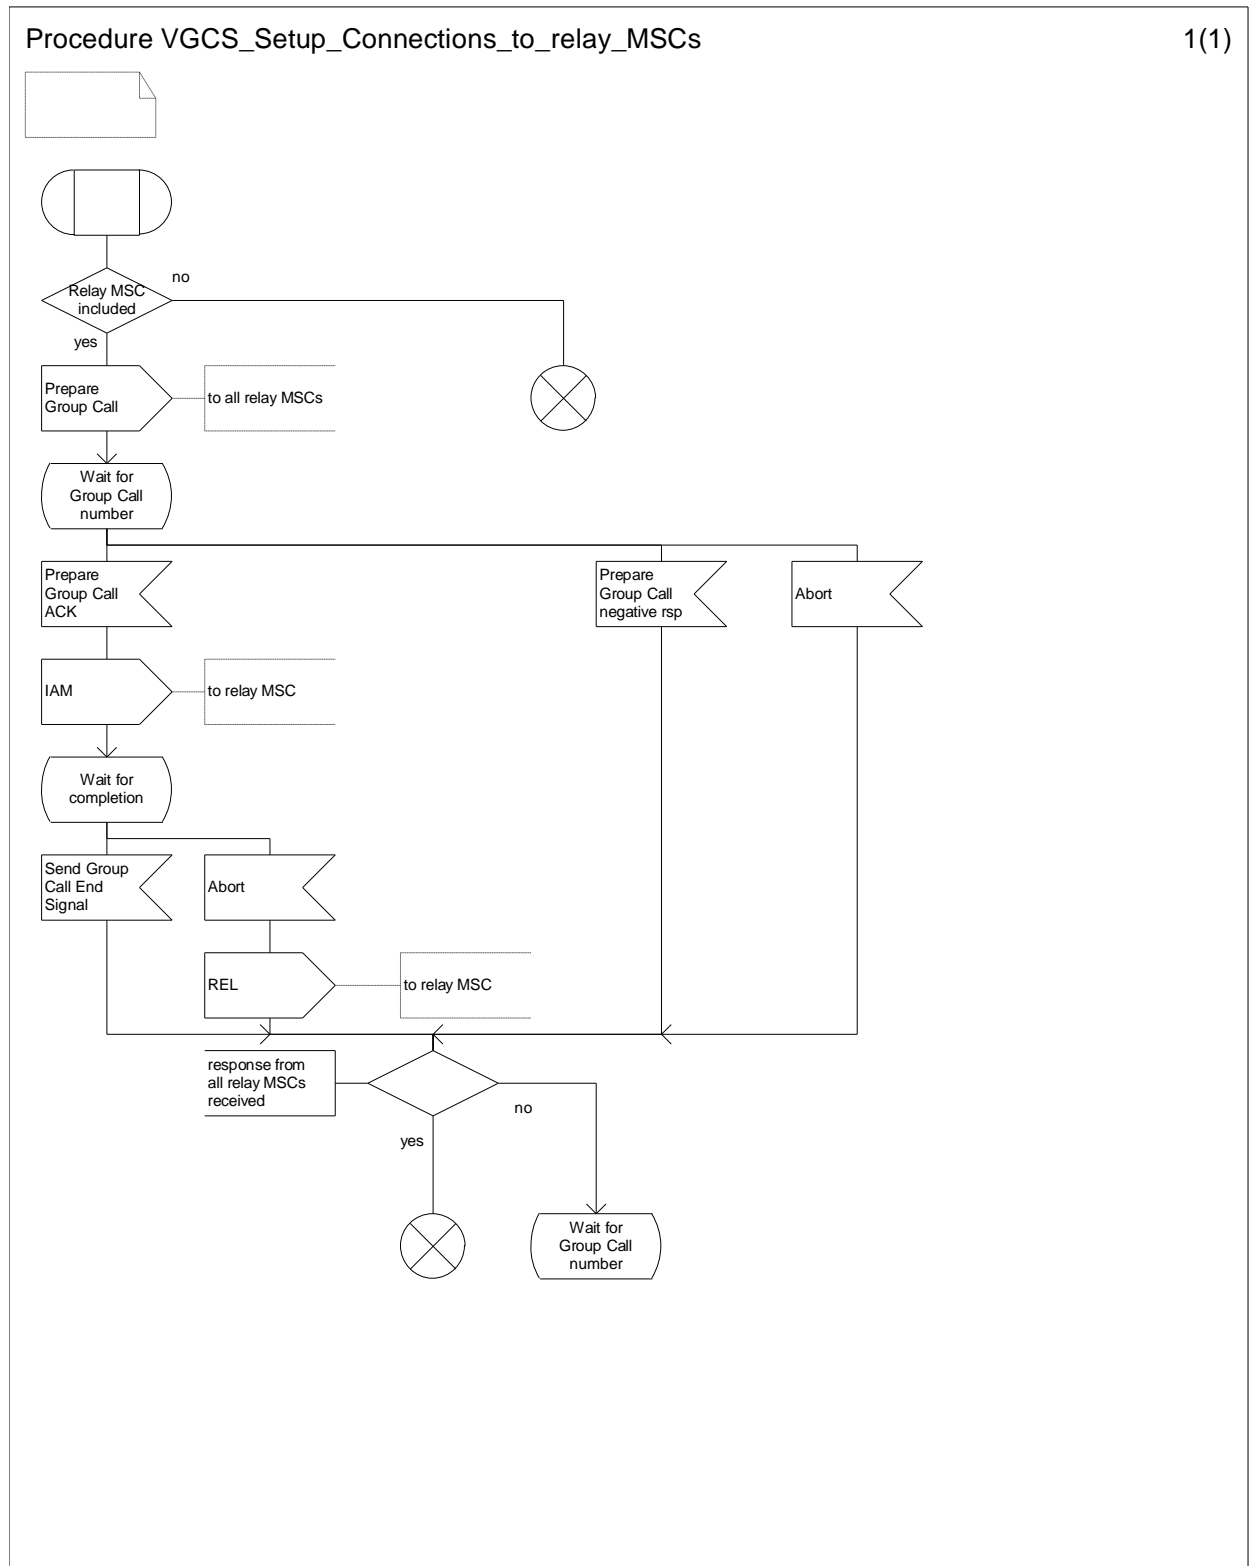 Procedure VGCS_Setup_Connections_to_relay_MSCs
1(1)
no
Relay MSC
included
yes
Prepare
Group Call
to all relay MSCs
Wait for
Group Call
number
Prepare
Group Call
ACK
Prepare
Group Call
negative rsp
Abort
IAM
to relay MSC
Wait for
completion
Send Group
Call End
Signal
Abort
REL
to relay MSC
response from
all relay MSCs
received
no
yes
Wait for
Group Call
number